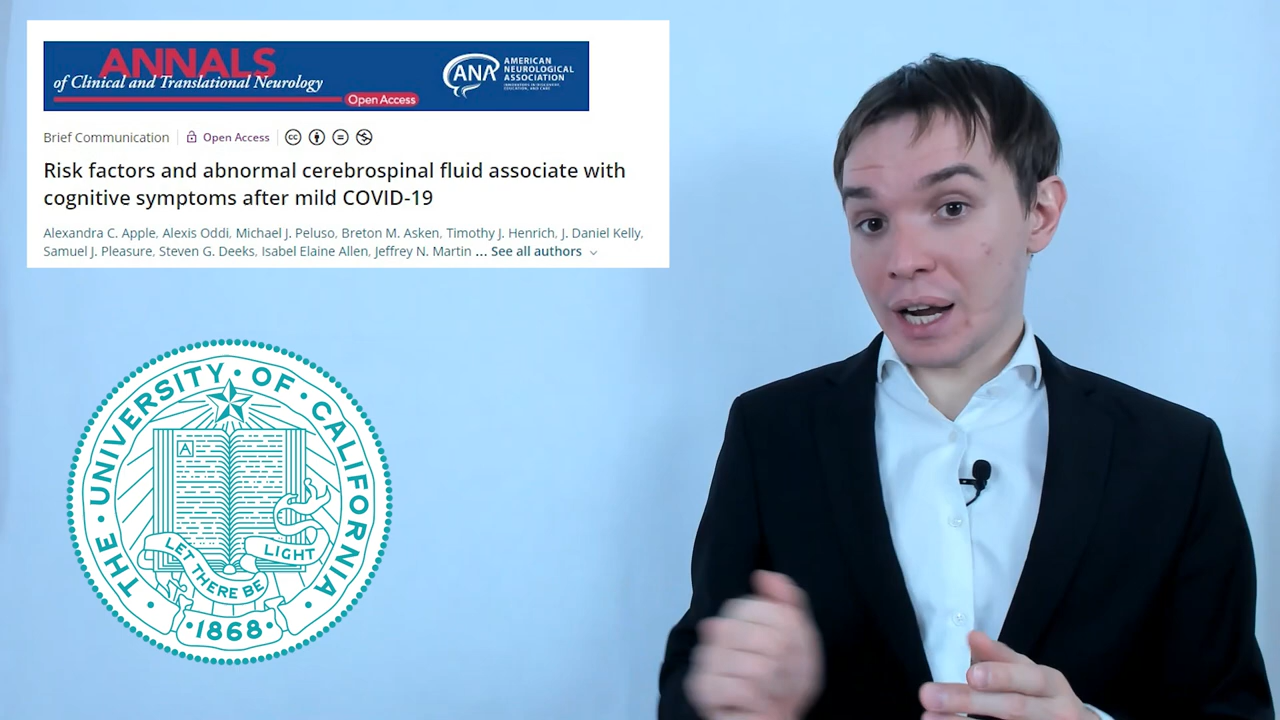 ANNALS
of Clinical and Translational Neurology
Open Access
ANA
AMERICAN
NEUROLOGICAL
ASSOCIATION
Brief Communication
Open Access
Risk factors and abnormal cerebrospinal fluid associate with
cognitive symptoms after mild COVID-19
Alexandra C. Apple, Alexis Oddi, Michael J. Peluso, Breton M. Asken, Timothy J. Henrich, J. Daniel Kelly,
Samuel J. Pleasure, Steven G. Deeks, Isabel Elaine Allen, Jeffrey N. Martin ... See all authors
THE · UNIVERSITY · OF · CALIFORNIA
A
LET THERE BE LIGHT
·1868·